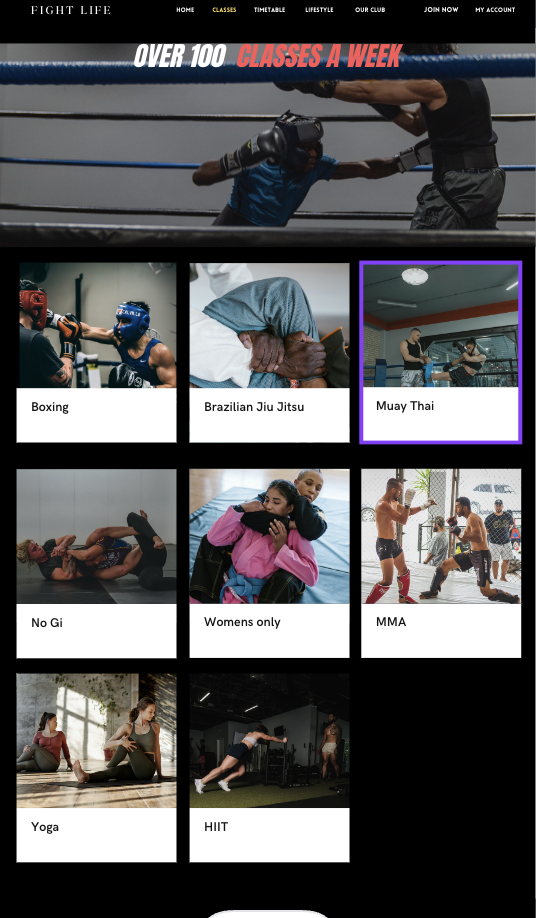 FIGHT LIFE
HOME CLASSES TIMETABLE LIFESTYLE OUR CLUB JOIN NOW MY ACCOUNT
OVER 100 CLASSES A WEEK
Boxing
Brazilian Jiu Jitsu
Muay Thai
No Gi
Womens only
MMA
Yoga
HIIT